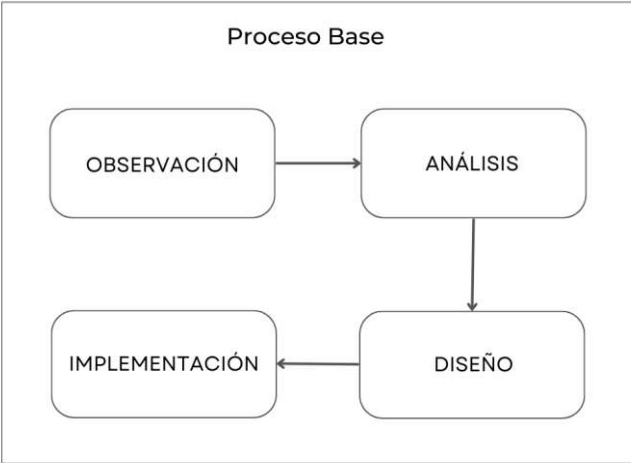 Proceso Base
OBSERVACIÓN
ANÁLISIS
IMPLEMENTACIÓN
DISEÑO